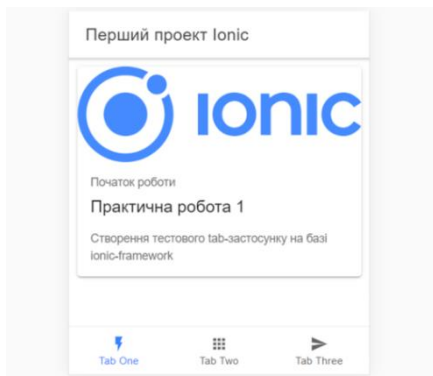 Перший проект Ionic
IONIC
Початок роботи
Практична робота 1
Створення тестового tab-застосунку на базі
ionic-framework
Tab One Tab Two Tab Three